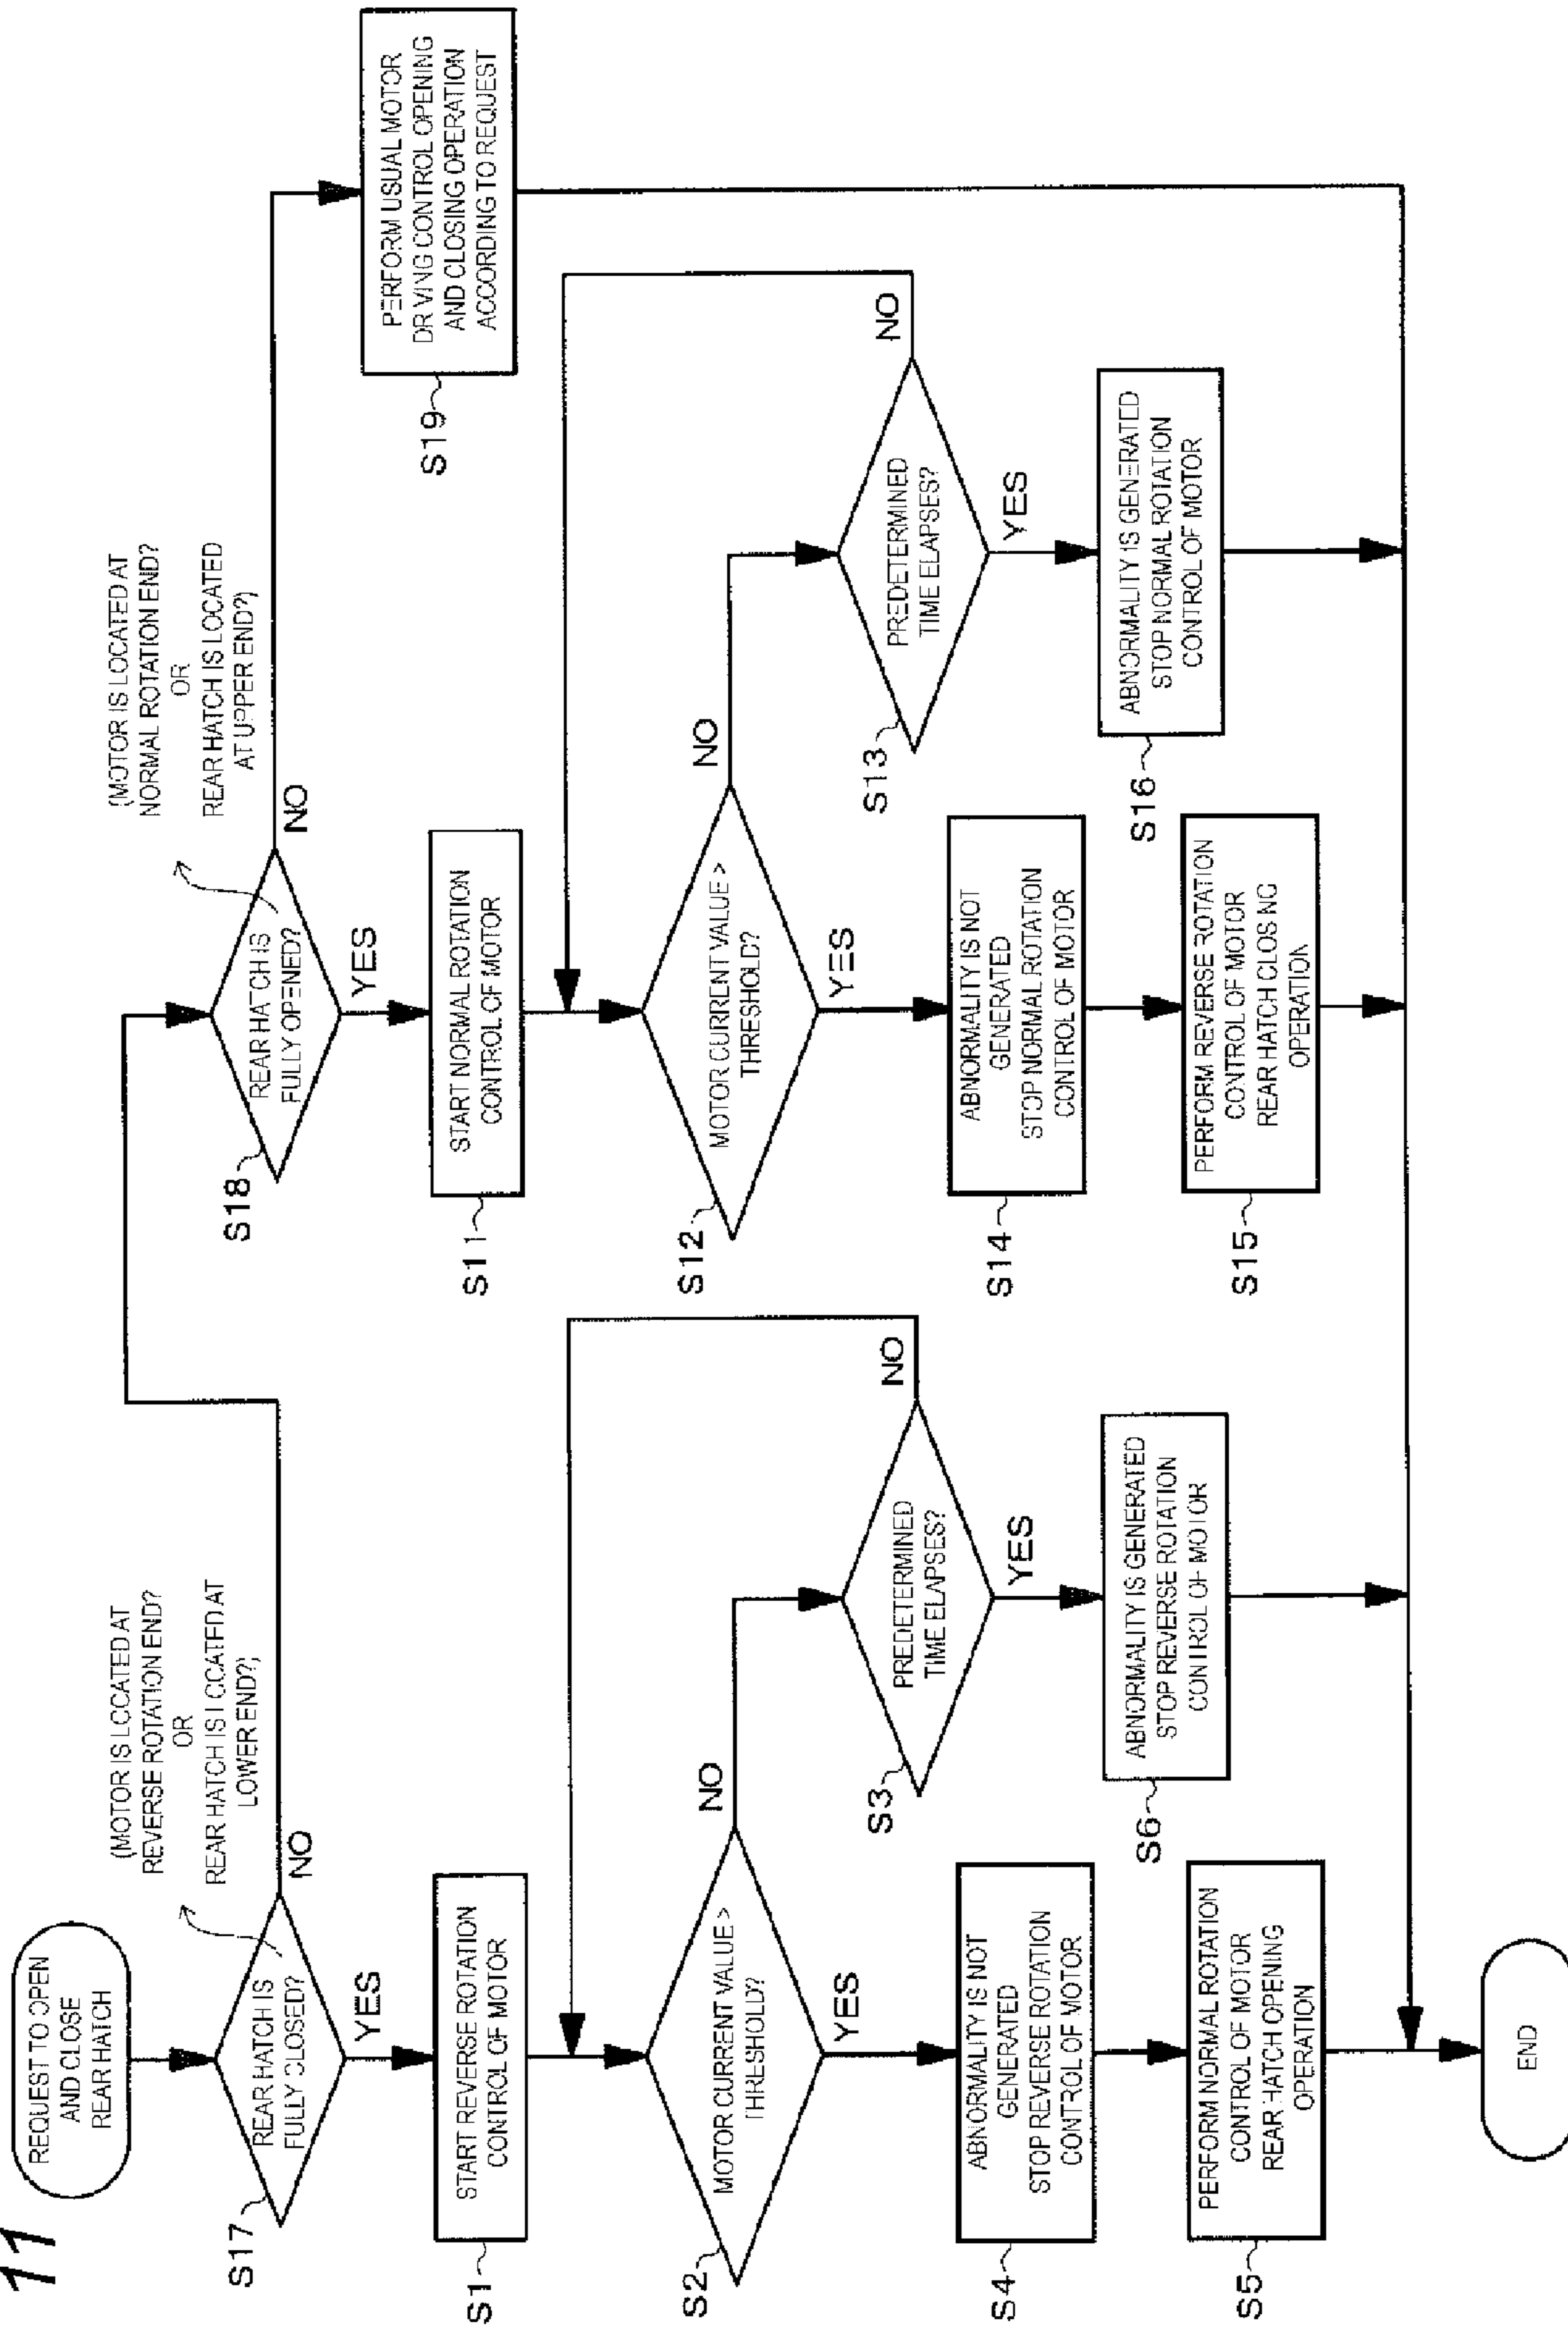 11
REQUEST TO OPEN
AND CLOSE
REAR HATCH
S17
REAR HATCH IS
FULLY CLOSED?
(MOTOR IS LOCATED AT
REVERSE ROTATION END?
OR
REAR HATCH IS LOCATED AT
LOWER END?)
NO
YES
S1
START REVERSE ROTATION
CONTROL OF MOTOR
S2
MOTOR CURRENT VALUE >
THRESHOLD?
NO
YES
S3
PREDETERMINED
TIME ELAPSES?
NO
YES
S4
ABNORMALITY IS NOT
GENERATED
STOP REVERSE ROTATION
CONTROL OF MOTOR
S6
ABNORMALITY IS GENERATED
STOP REVERSE ROTATION
CONTROL OF MOTOR
S5
PERFORM NORMAL ROTATION
CONTROL OF MOTOR
REAR HATCH OPENING
OPERATION
S18
REAR HATCH IS
FULLY OPENED?
(MOTOR IS LOCATED AT
NORMAL ROTATION END?
OR
REAR HATCH IS LOCATED
AT UPPER END?)
NO
YES
S19
PERFORM USUAL MOTOR
DRIVING CONTROL OPENING
AND CLOSING OPERATION
ACCORDING TO REQUEST
S11
START NORMAL ROTATION
CONTROL OF MOTOR
S12
MOTOR CURRENT VALUE >
THRESHOLD?
NO
YES
S13
PREDETERMINED
TIME ELAPSES?
NO
YES
S14
ABNORMALITY IS NOT
GENERATED
STOP NORMAL ROTATION
CONTROL OF MOTOR
S16
ABNORMALITY IS GENERATED
STOP NORMAL ROTATION
CONTROL OF MOTOR
S15
PERFORM REVERSE ROTATION
CONTROL OF MOTOR
REAR HATCH CLOSING
OPERATION
END